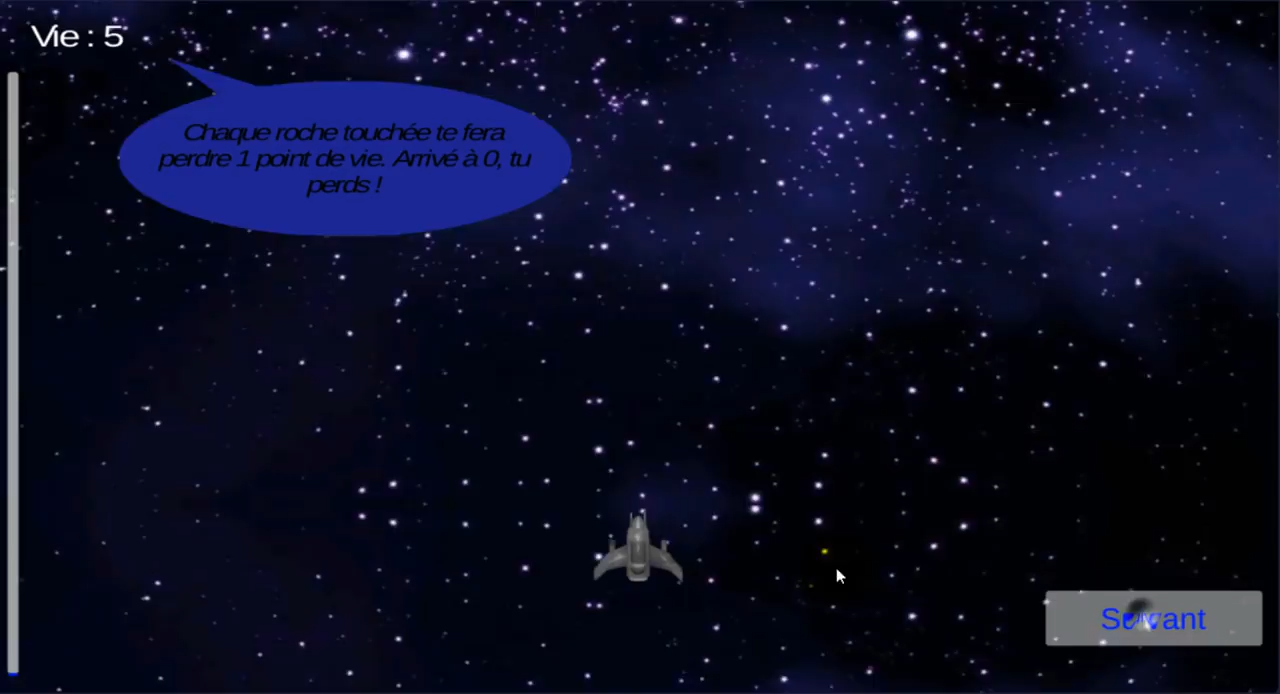 Vie : 5
Chaque roche touchée te fera
perdre 1 point de vie. Arrivé à 0, tu
perds !
Suivant